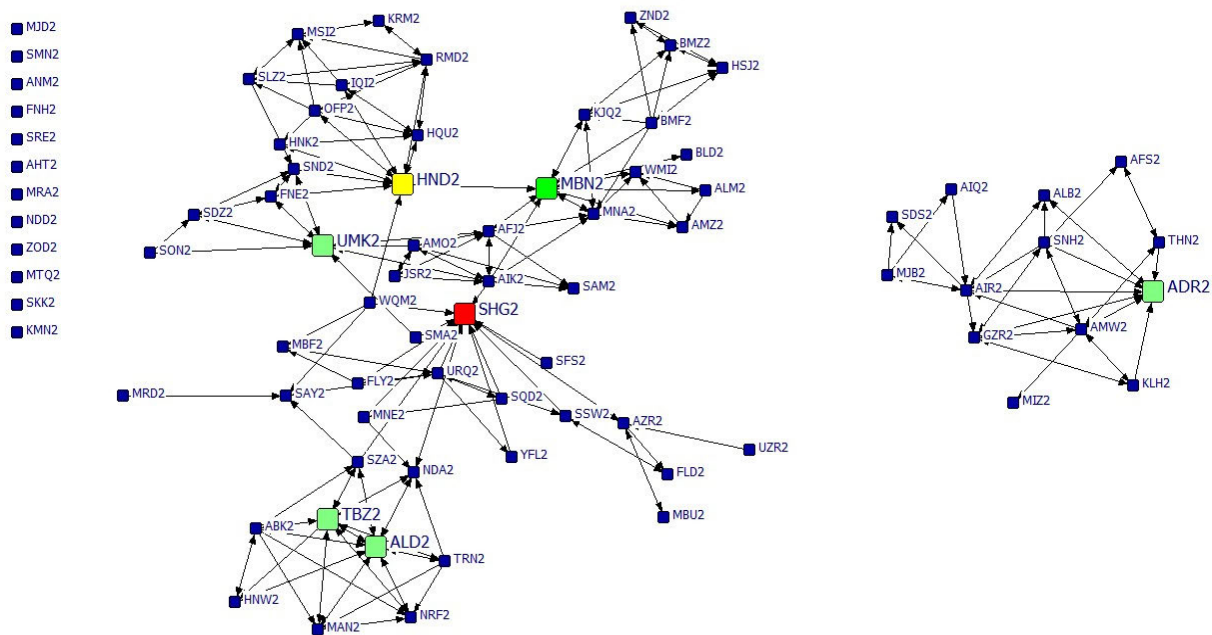 MJD2
SMN2
ANM2
FNH2
SRE2
AHT2
MRA2
NDD2
ZOD2
MTQ2
SKK2
KMN2
KRM2
MSI2
RMD2
SLZ2
IQI2
OFP2
HQU2
HNK2
SND2
HND2
FNE2
SDZ2
SON2
UMK2
ZND2
BMZ2
HSJ2
KJQ2
BMF2
BLD2
WMI2
MBN2
ALM2
MNA2
AMZ2
AFJ2
AMO2
JSR2
AIK2
SAM2
WQM2
SHG2
SMA2
MBF2
SFS2
FLY2
URQ2
MRD2
SAY2
SQD2
MNE2
SSW2
AZR2
UZR2
YFL2
SZA2
NDA2
FLD2
MBU2
TBZ2
ABK2
ALD2
TRN2
HNW2
NRF2
MAN2
AFS2
AIQ2
ALB2
SDS2
SNH2
THN2
MJB2
AIR2
ADR2
GZR2
AMW2
KLH2
MIZ2